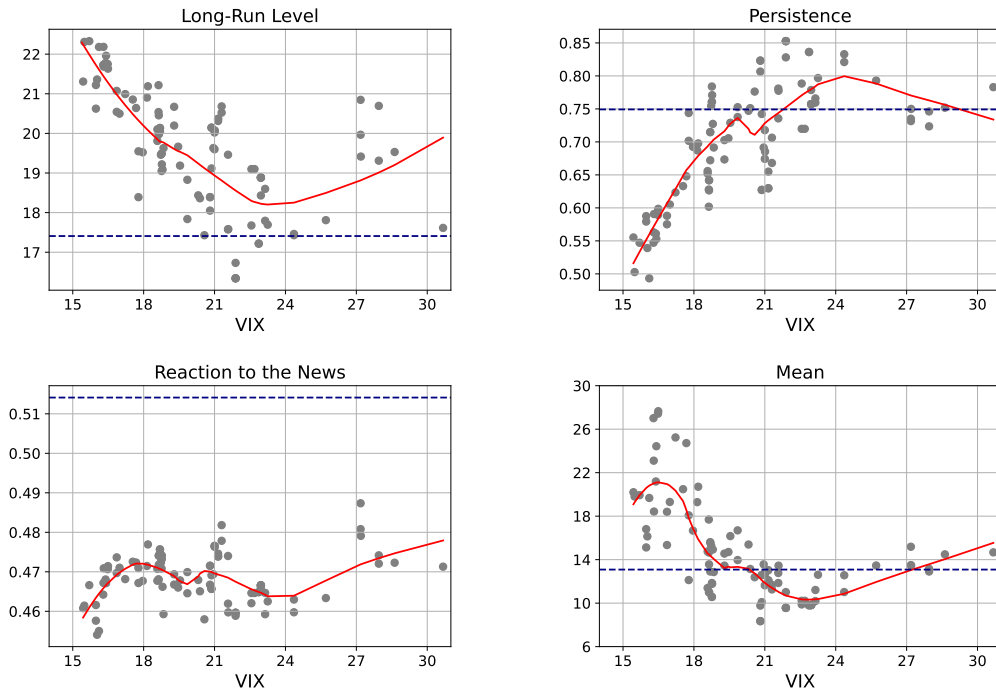 Long-Run Level
22
21
20
19
18
17
15 18 21 24 27 30
VIX
Persistence
0.85
0.80
0.75
0.70
0.65
0.60
0.55
0.50
15 18 21 24 27 30
VIX
Reaction to the News
0.51
0.50
0.49
0.48
0.47
0.46
15 18 21 24 27 30
VIX
Mean
30
26
22
18
14
10
6
15 18 21 24 27 30
VIX